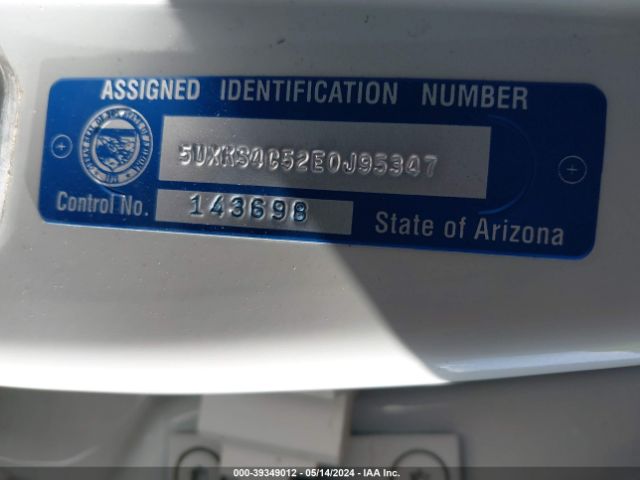 ASSIGNED IDENTIFICATION NUMBER
5UXKS4C52E0J95347
Control No. 143698
State of Arizona
000-39349012 - 05/14/2024 - IAA Inc.